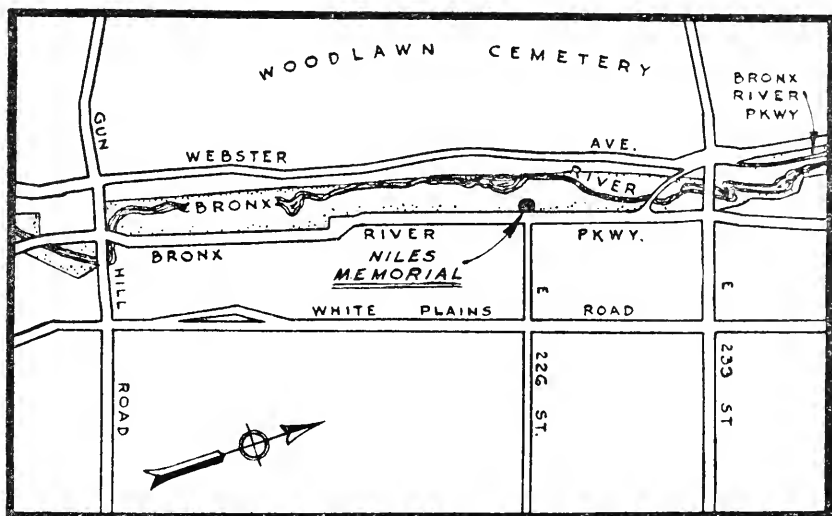 WOODLAWN CEMETERY
BRONX
RIVER
PKWY
GUN
HILL
ROAD
WEBSTER AVE.
BRONX RIVER
BRONX RIVER PKWY.
NILES
MEMORIAL
WHITE PLAINS ROAD
E 226 ST.
E 233 ST